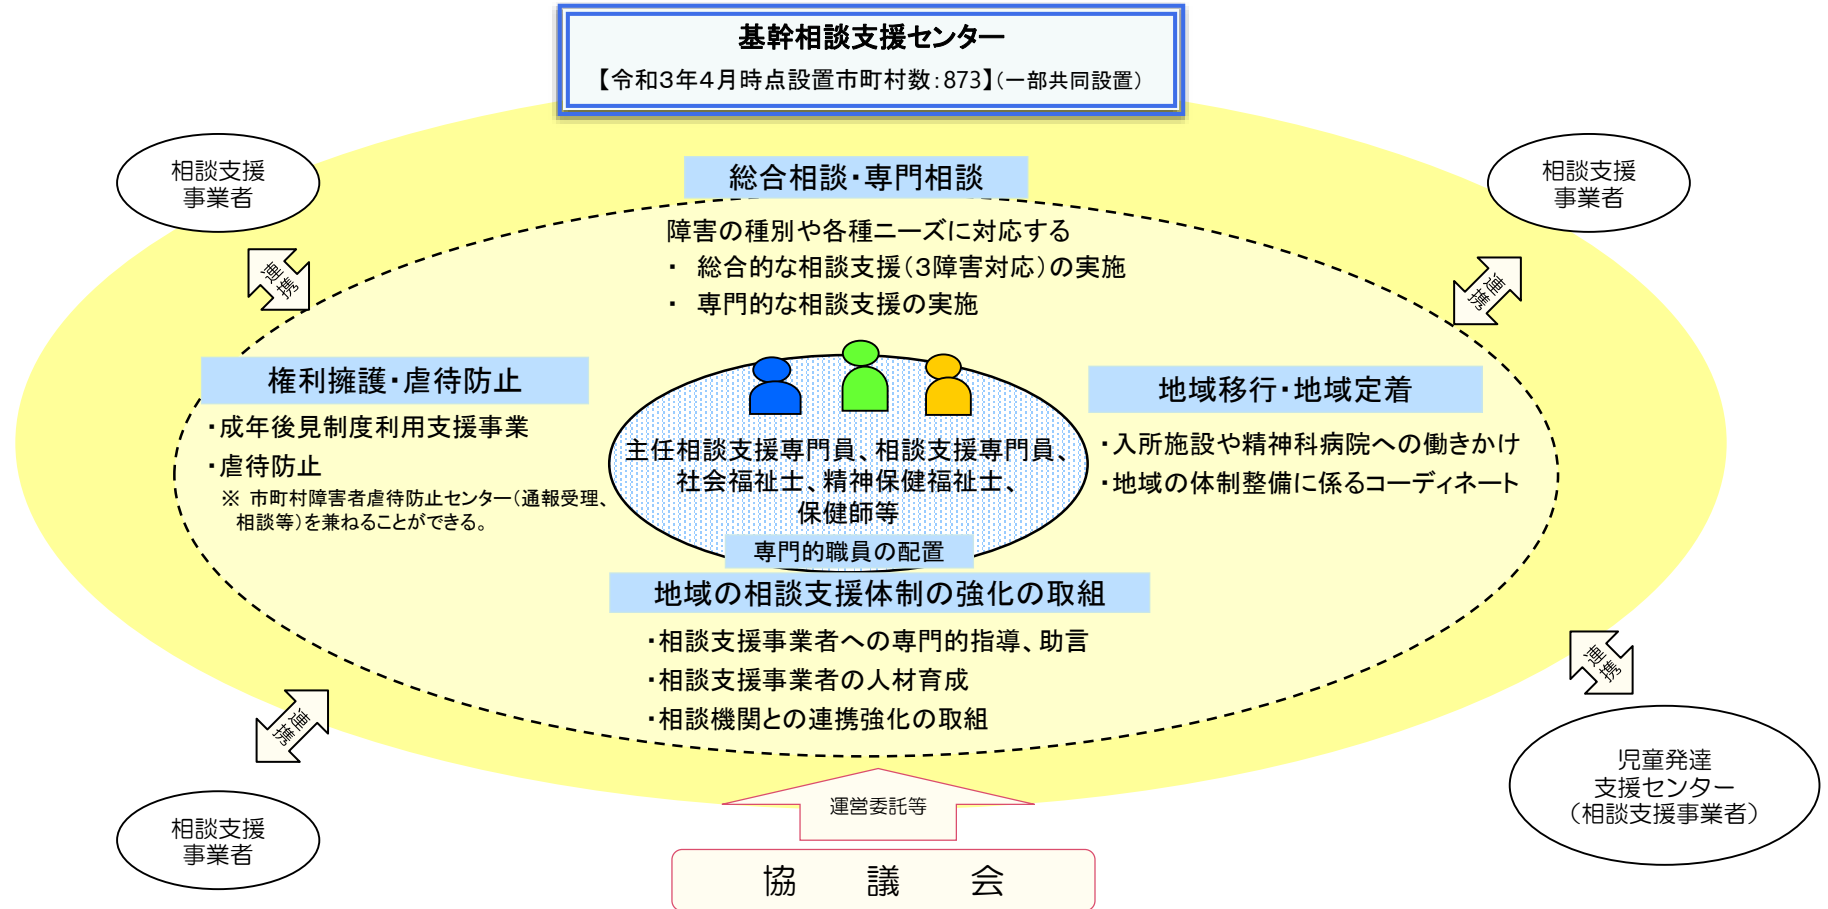 基幹相談支援センター
【令和3年4月時点設置市町村数:873】(一部共同設置)
相談支援
事業者
相談支援
事業者
総合相談・専門相談
障害の種別や各種ニーズに対応する
・ 総合的な相談支援(3障害対応)の実施
・ 専門的な相談支援の実施
連携
連携
権利擁護・虐待防止
・成年後見制度利用支援事業
・虐待防止
※ 市町村障害者虐待防止センター(通報受理、
相談等)を兼ねることができる。
主任相談支援専門員、相談支援専門員、
社会福祉士、精神保健福祉士、
保健師等
専門的職員の配置
地域移行・地域定着
・入所施設や精神科病院への働きかけ
・地域の体制整備に係るコーディネート
地域の相談支援体制の強化の取組
・相談支援事業者への専門的指導、助言
・相談支援事業者の人材育成
・相談機関との連携強化の取組
連携
連携
相談支援
事業者
運営委託等
協 議 会
児童発達
支援センター
(相談支援事業者)